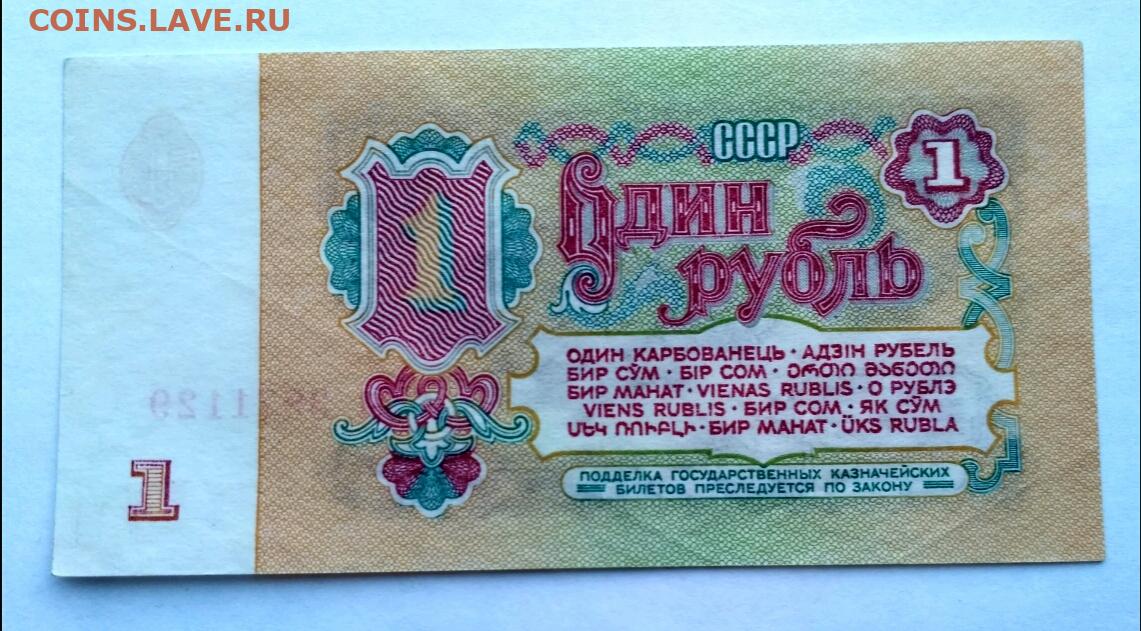 COINS.LAVE.RU
СССР
1
1
Один
рубль
ОДИН КАРБОВАНЕЦЬ · АДЗІН РУБЕЛЬ
БИР СЎМ · БІР СОМ · ᲔᲠᲗᲘ ᲛᲐᲜᲔᲗᲘ
БИР МАНАТ · VIENAS RUBLIS · О РУБЛЭ
VIENS RUBLIS · БИР СОМ · ЯК СЎМ
ՄԵԿ ՌՈՒԲԼԻ · БИР МАНАТ · ÜKS RUBLA
ПОДДЕЛКА ГОСУДАРСТВЕННЫХ КАЗНАЧЕЙСКИХ
БИЛЕТОВ ПРЕСЛЕДУЕТСЯ ПО ЗАКОНУ
1